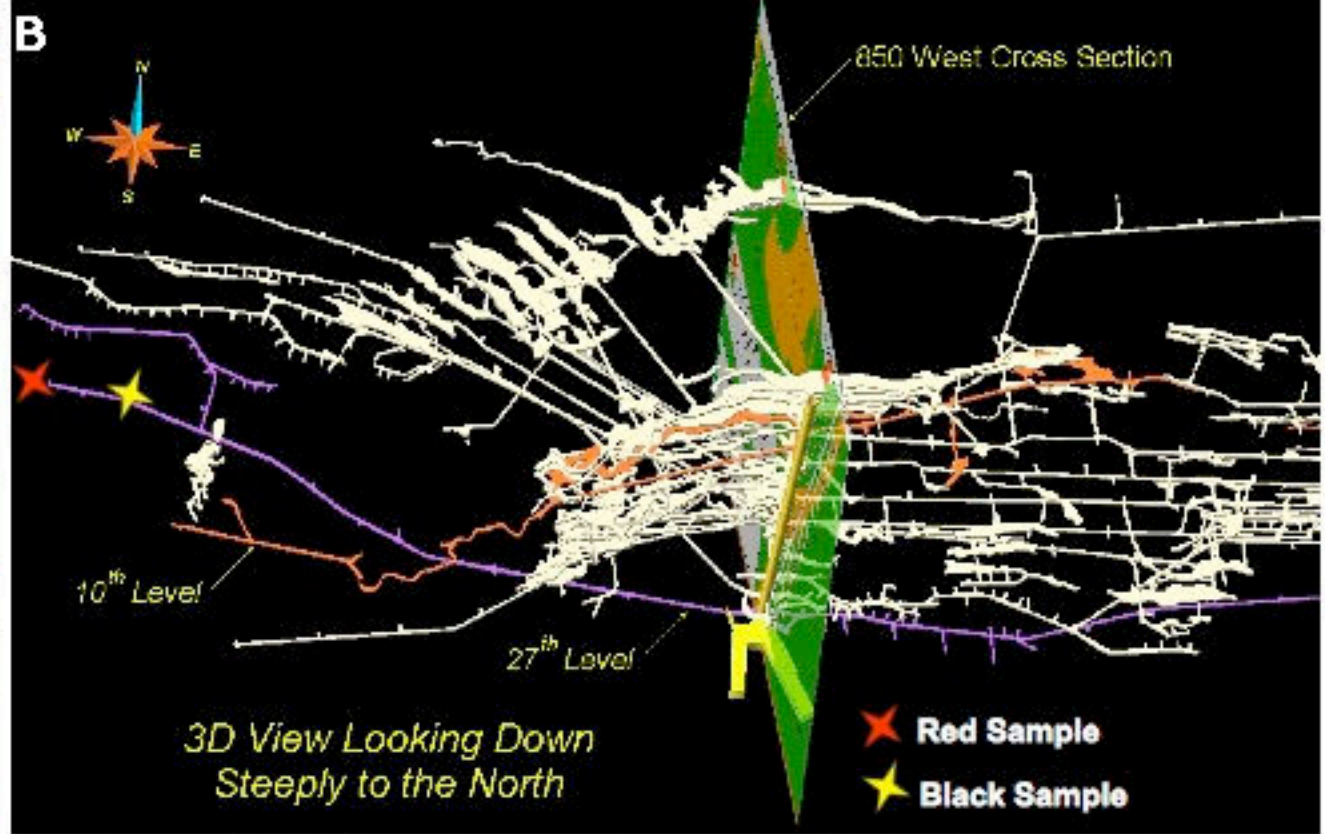 B
850 West Cross Section
N
W
E
S
10th Level
27th Level
3D View Looking Down
Steeply to the North
Red Sample
Black Sample